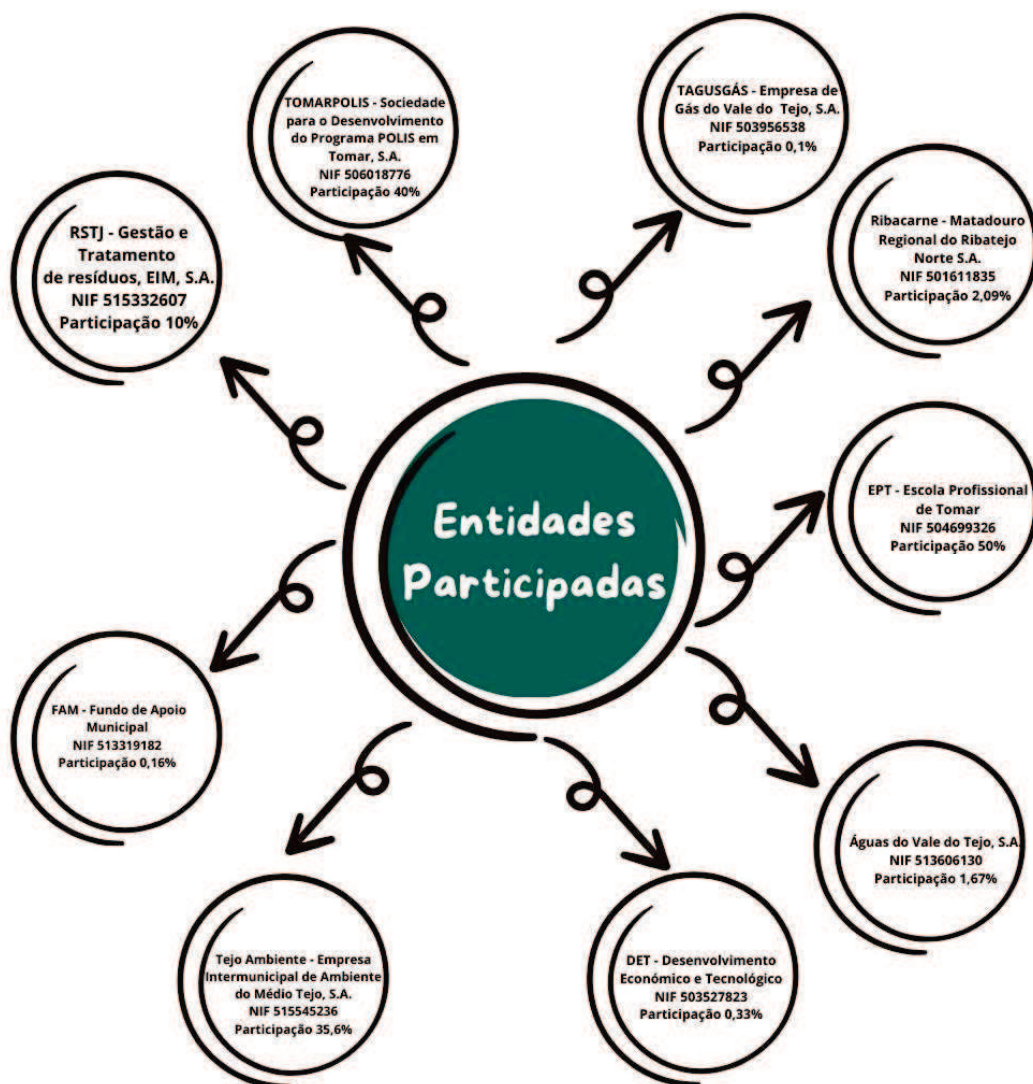 TOMARPOLIS - Sociedade
para o Desenvolvimento
do Programa POLIS em
Tomar, S.A.
NIF 506018776
Participação 40%
TAGUSGÁS - Empresa de
Gás do Vale do Tejo, S.A.
NIF 503956538
Participação 0,1%
Ribacarne - Matadouro
Regional do Ribatejo
Norte S.A.
NIF 501611835
Participação 2,09%
RSTJ - Gestão e
Tratamento
de resíduos, EIM, S.A.
NIF 515332607
Participação 10%
Entidades
Participadas
EPT - Escola Profissional
de Tomar
NIF 504699326
Participação 50%
FAM - Fundo de Apoio
Municipal
NIF 513319182
Participação 0,16%
Águas do Vale do Tejo, S.A.
NIF 513606130
Participação 1,67%
Tejo Ambiente - Empresa
Intermunicipal de Ambiente
do Médio Tejo, S.A.
NIF 515545236
Participação 35,6%
DET - Desenvolvimento
Económico e Tecnológico
NIF 503527823
Participação 0,33%